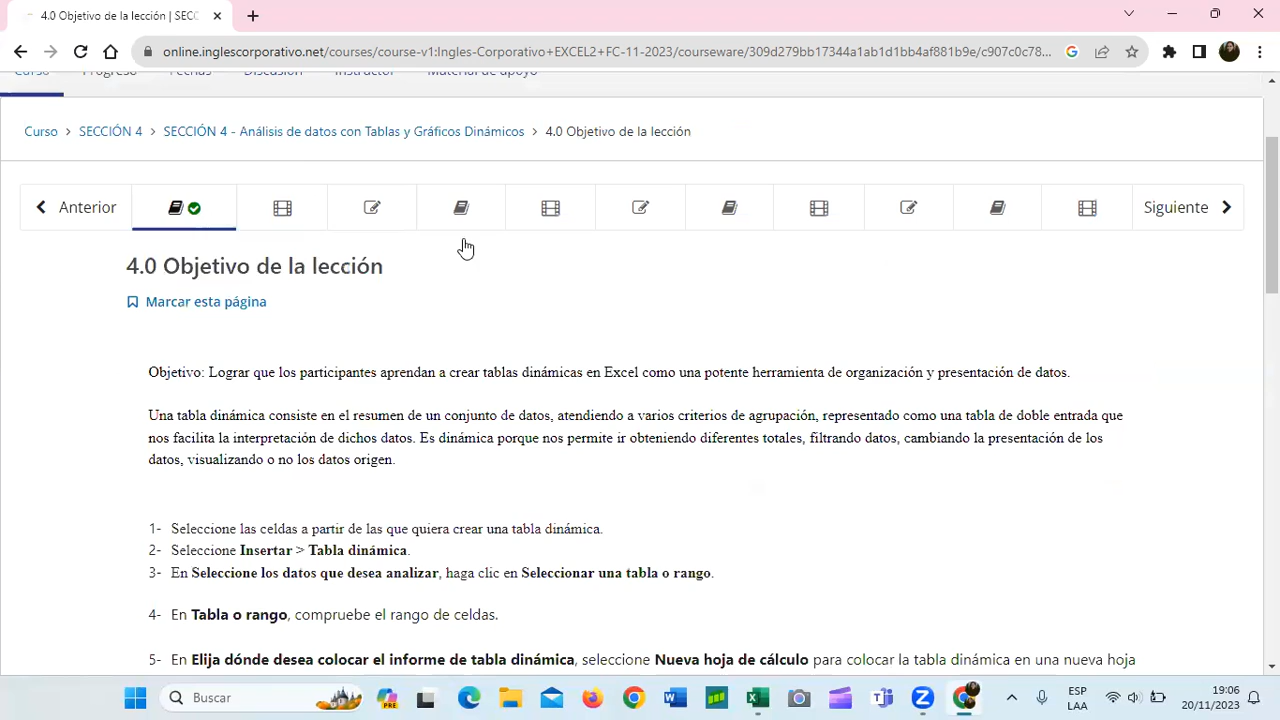 4.0 Objetivo de la lección | SECC
online.inglescorporativo.net/courses/course-v1:Ingles-Corporativo+EXCEL2+FC-11-2023/courseware/309d279bb17344a1ab1d1bb4af881b9e/c907c0c78...
Curso Progreso Fechas Discusión Instructor Material de apoyo
Curso > SECCIÓN 4 > SECCIÓN 4 - Análisis de datos con Tablas y Gráficos Dinámicos > 4.0 Objetivo de la lección
Anterior Siguiente
4.0 Objetivo de la lección
Marcar esta página
Objetivo: Lograr que los participantes aprendan a crear tablas dinámicas en Excel como una potente herramienta de organización y presentación de datos.
Una tabla dinámica consiste en el resumen de un conjunto de datos, atendiendo a varios criterios de agrupación, representado como una tabla de doble entrada que
nos facilita la interpretación de dichos datos. Es dinámica porque nos permite ir obteniendo diferentes totales, filtrando datos, cambiando la presentación de los
datos, visualizando o no los datos origen.
1- Seleccione las celdas a partir de las que quiera crear una tabla dinámica.
2- Seleccione Insertar > Tabla dinámica.
3- En Seleccione los datos que desea analizar, haga clic en Seleccionar una tabla o rango.
4- En Tabla o rango, compruebe el rango de celdas.
5- En Elija dónde desea colocar el informe de tabla dinámica, seleccione Nueva hoja de cálculo para colocar la tabla dinámica en una nueva hoja
Buscar
PRE
ESP
LAA
19:06
20/11/2023